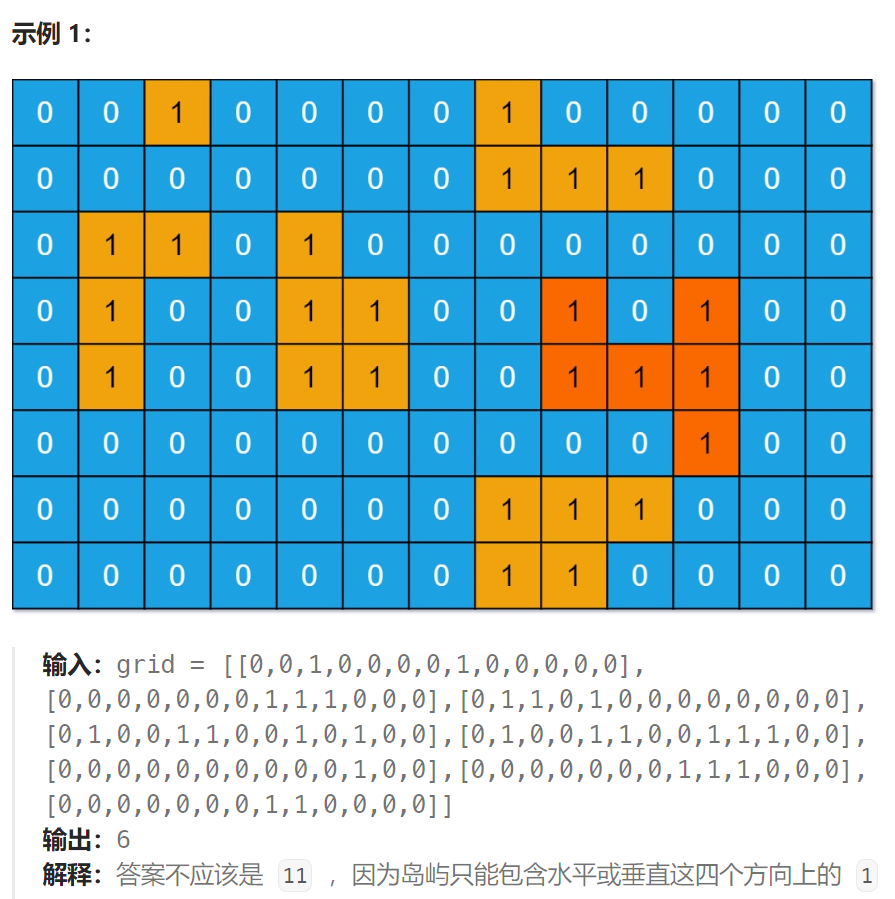 示例 1：
0 0 1 0 0 0 0 1 0 0 0 0 0
0 0 0 0 0 0 0 1 1 1 0 0 0
0 1 1 0 1 0 0 0 0 0 0 0 0
0 1 0 0 1 1 0 0 1 0 1 0 0
0 1 0 0 1 1 0 0 1 1 1 0 0
0 0 0 0 0 0 0 0 0 0 1 0 0
0 0 0 0 0 0 0 1 1 1 0 0 0
0 0 0 0 0 0 0 1 1 0 0 0 0
输入：grid = [[0,0,1,0,0,0,0,1,0,0,0,0,0],
[0,0,0,0,0,0,0,1,1,1,0,0,0],[0,1,1,0,1,0,0,0,0,0,0,0,0],
[0,1,0,0,1,1,0,0,1,0,1,0,0],[0,1,0,0,1,1,0,0,1,1,1,0,0],
[0,0,0,0,0,0,0,0,0,0,1,0,0],[0,0,0,0,0,0,0,1,1,1,0,0,0],
[0,0,0,0,0,0,0,1,1,0,0,0,0]]
输出：6
解释：答案不应该是 11 ，因为岛屿只能包含水平或垂直这四个方向上的 1